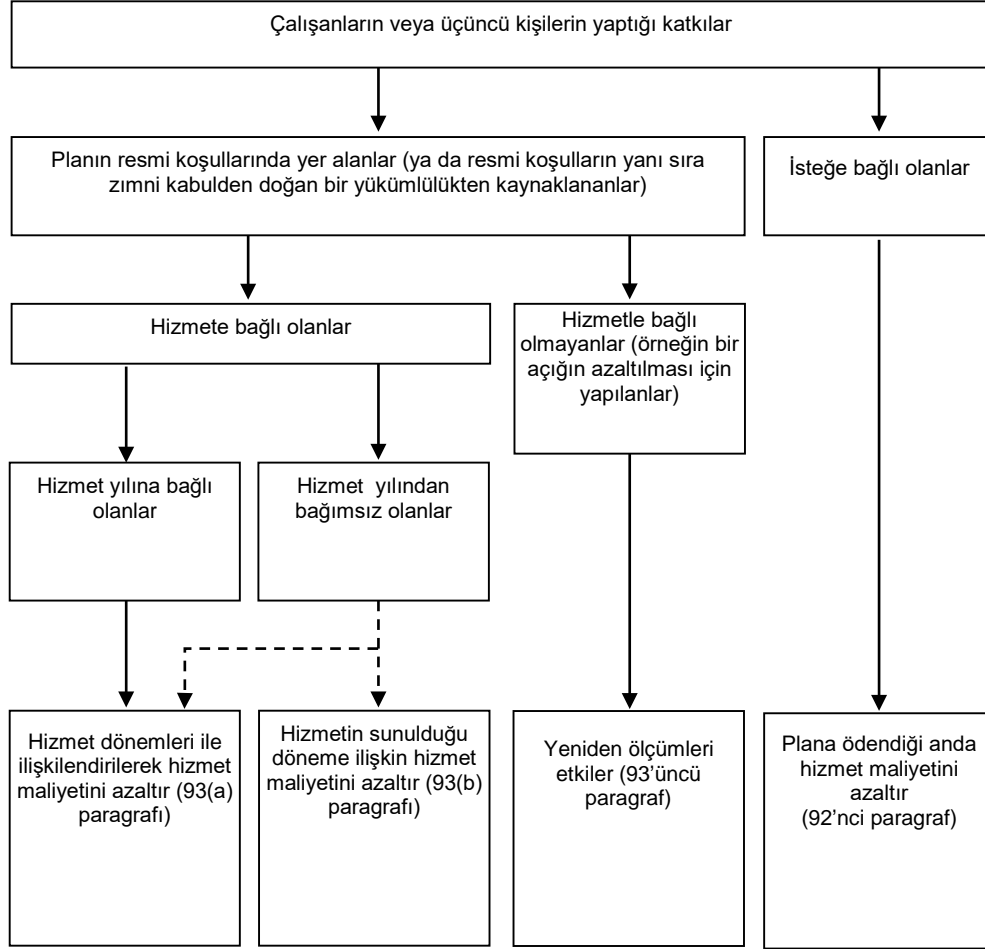 Çalışanların veya üçüncü kişilerin yaptığı katkılar
Planın resmi koşullarında yer alanlar (ya da resmi koşulların yanı sıra
zımni kabulden doğan bir yükümlülükten kaynaklananlar)
İsteğe bağlı olanlar
Hizmete bağlı olanlar
Hizmetle bağlı
olmayanlar (örneğin bir
açığın azaltılması için
yapılanlar)
Hizmet yılına bağlı
olanlar
Hizmet yılından
bağımsız olanlar
Hizmet dönemleri ile
ilişkilendirilerek hizmet
maliyetini azaltır (93(a)
paragrafı)
Hizmetin sunulduğu
döneme ilişkin hizmet
maliyetini azaltır (93(b)
paragrafı)
Yeniden ölçümleri
etkiler (93’üncü
paragraf)
Plana ödendiği anda
hizmet maliyetini
azaltır
(92’nci paragraf)